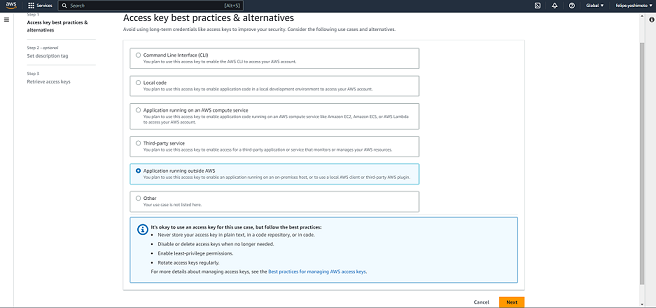 aws
Services
Search
[Alt+S]
Global
felipe.yoshimoto
Step 1
Access key best practices & alternatives
Step 2 - optional
Set description tag
Step 3
Retrieve access keys
Access key best practices & alternatives
Avoid using long-term credentials like access keys to improve your security. Consider the following use cases and alternatives.
Command Line Interface (CLI)
You plan to use this access key to enable the AWS CLI to access your AWS account.
Local code
You plan to use this access key to enable application code in a local development environment to access your AWS account.
Application running on an AWS compute service
You plan to use this access key to enable application code running on an AWS compute service like Amazon EC2, Amazon ECS, or AWS Lambda
to access your AWS account.
Third-party service
You plan to use this access key to enable access for a third-party application or service that monitors or manages your AWS resources.
Application running outside AWS
You plan to use this access key to enable an application running on an on-premises host, or to use a local AWS client or third-party AWS plugin.
Other
Your use case is not listed here.
It's okay to use an access key for this use case, but follow the best practices:
• Never store your access key in plain text, in a code repository, or in code.
• Disable or delete access keys when no longer needed.
• Enable least-privilege permissions.
• Rotate access keys regularly.
For more details about managing access keys, see the Best practices for managing AWS access keys.
Cancel
Next